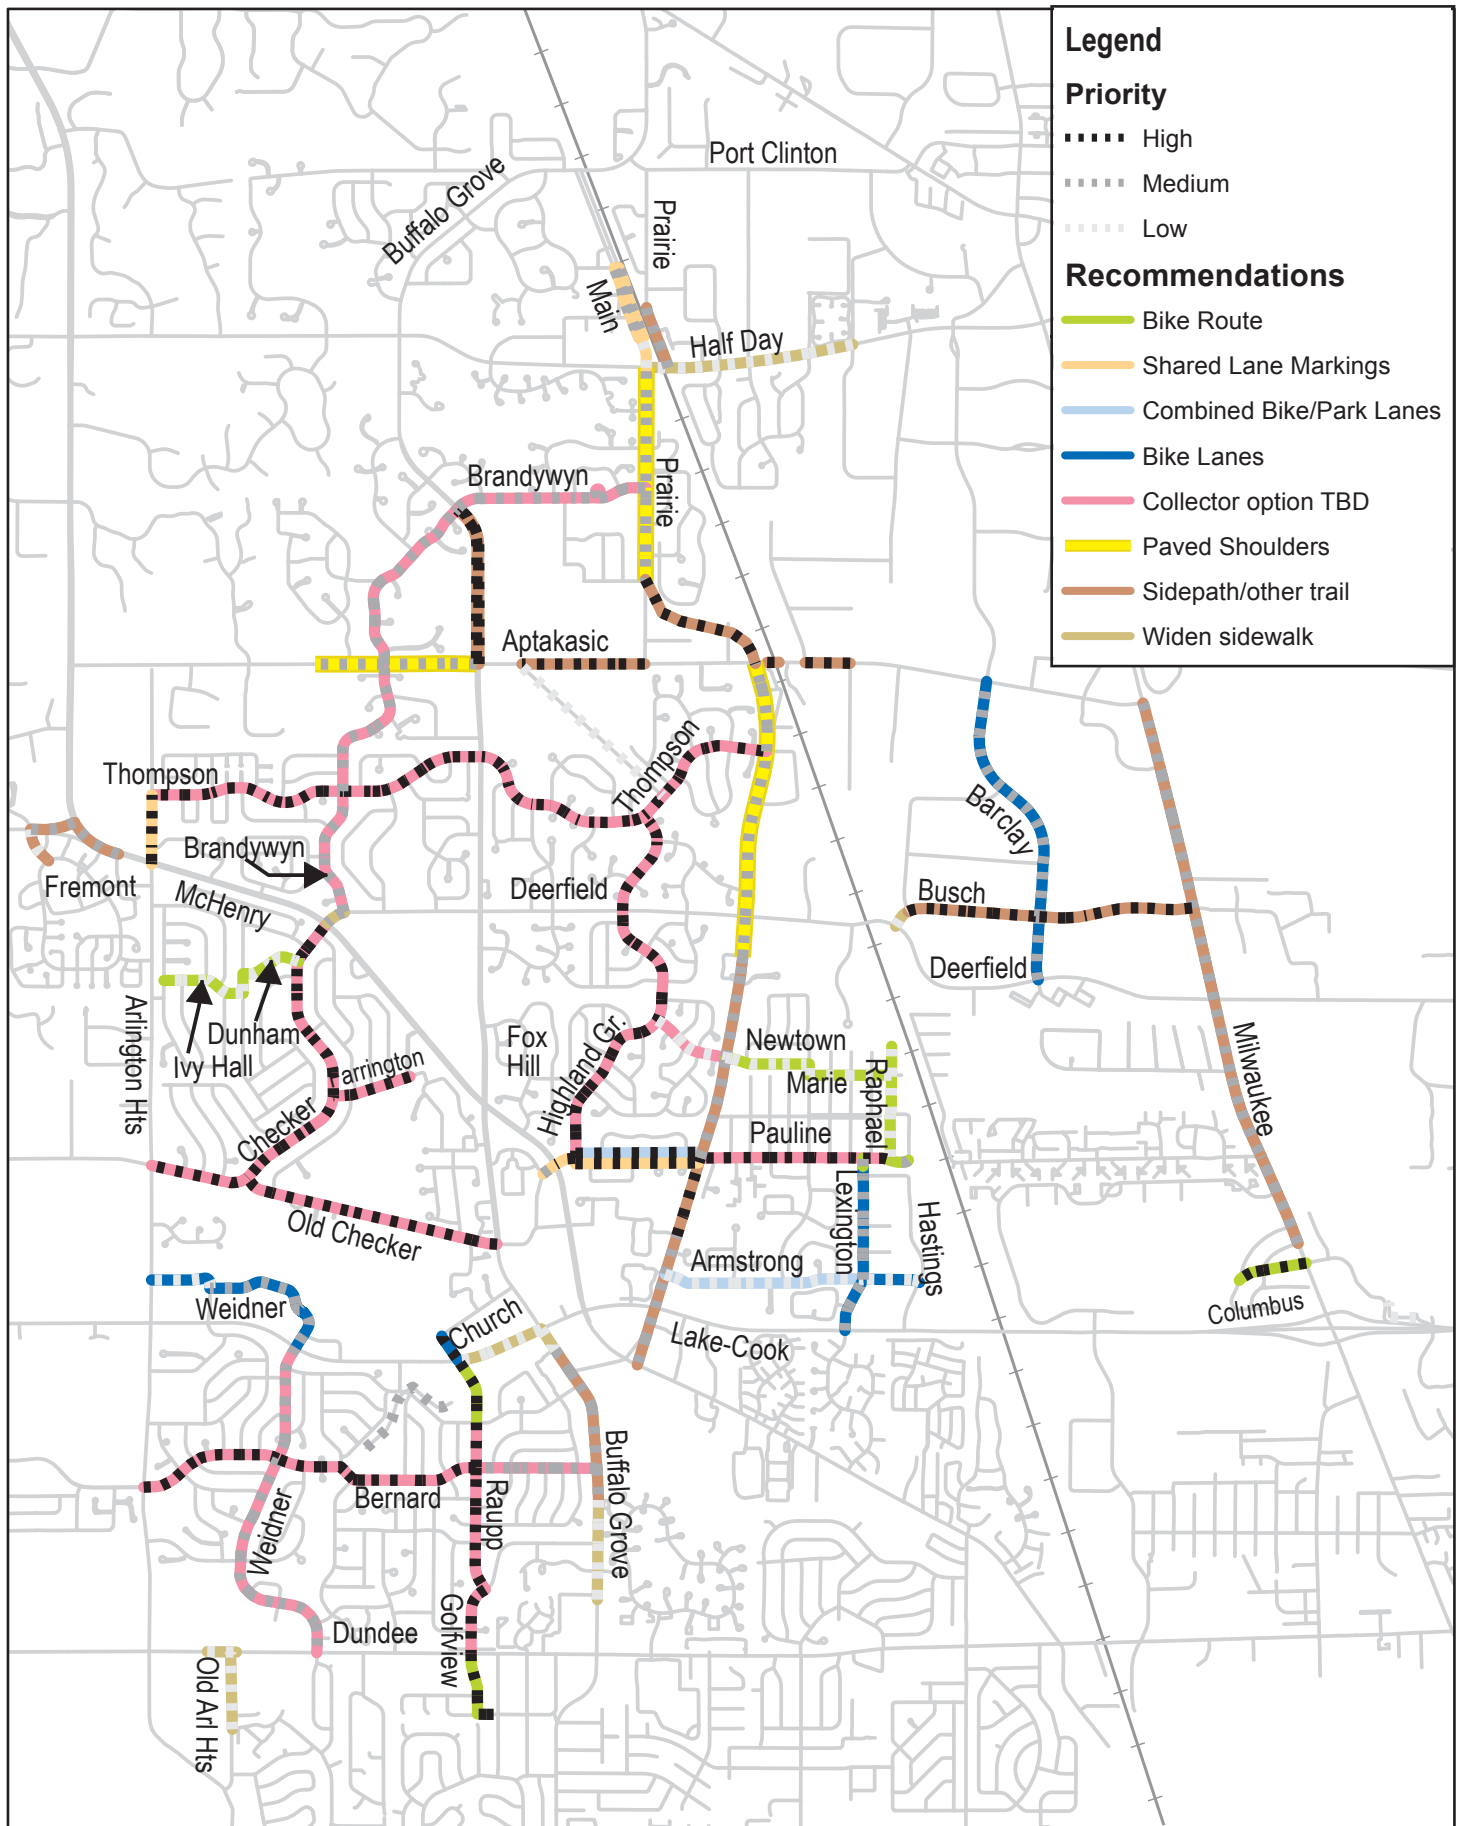 Legend
Priority
High
Medium
Low
Recommendations
Bike Route
Shared Lane Markings
Combined Bike/Park Lanes
Bike Lanes
Collector option TBD
Paved Shoulders
Sidepath/other trail
Widen sidewalk
Port Clinton
Buffalo Grove
Prairie
Main
Half Day
Brandywyn
Prairie
Aptakasic
Thompson
Thompson
Barclay
Brandywyn
Fremont
McHenry
Deerfield
Busch
Deerfield
Arlington Hts
Dunham
Ivy Hall
Fox
Hill
Highland Gr.
Newtown
Marie
Raphael
Milwaukee
arrington
Checker
Pauline
Lexington
Hastings
Old Checker
Armstrong
Weidner
Church
Lake-Cook
Columbus
Buffalo Grove
Bernard
Raupp
Weidner
Golfview
Dundee
Old Arl Hts